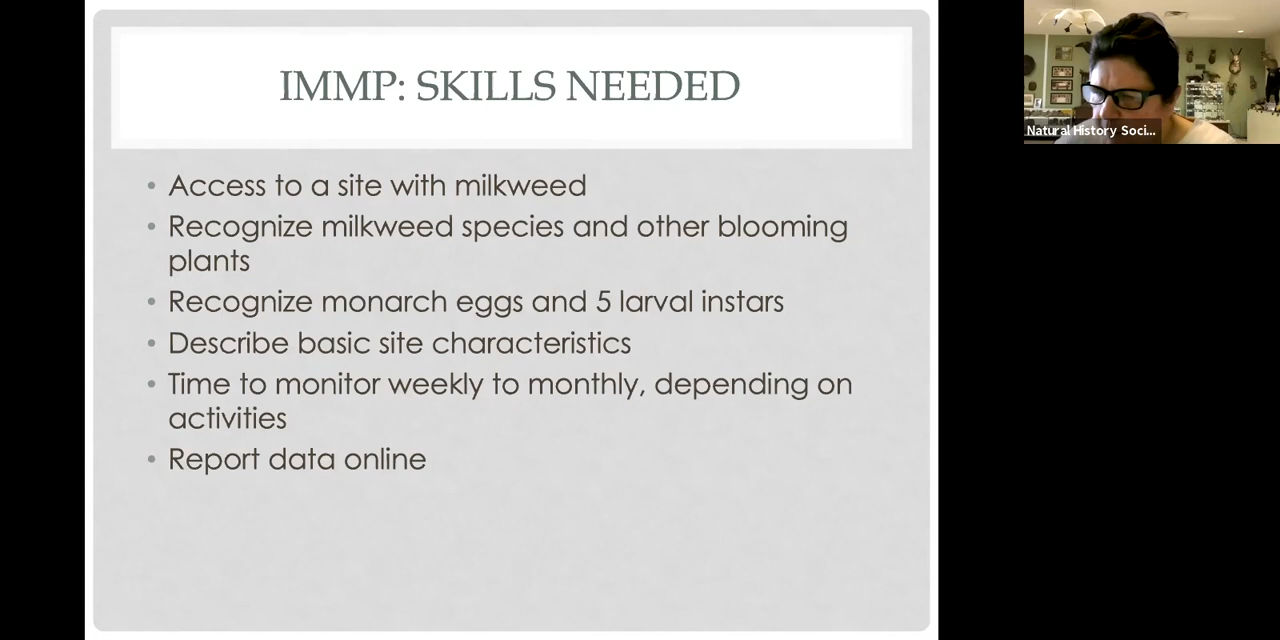 IMMP: SKILLS NEEDED
• Access to a site with milkweed
• Recognize milkweed species and other blooming
plants
• Recognize monarch eggs and 5 larval instars
• Describe basic site characteristics
• Time to monitor weekly to monthly, depending on
activities
• Report data online
Natural History Soci...